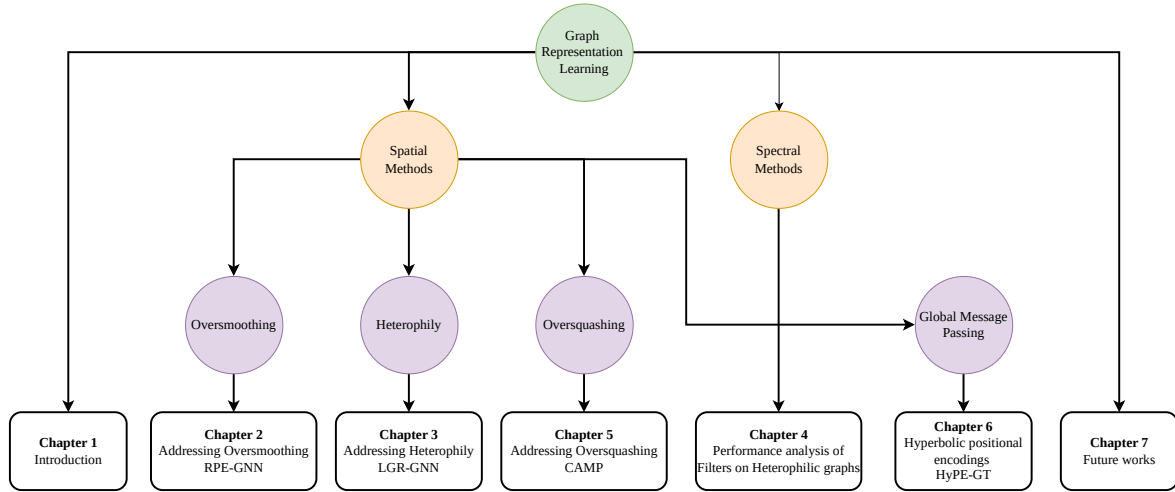 Graph
Representation
Learning
Spatial
Methods
Spectral
Methods
Oversmoothing
Heterophily
Oversquashing
Global Message
Passing
Chapter 1
Introduction
Chapter 2
Addressing Oversmoothing
RPE-GNN
Chapter 3
Addressing Heterophily
LGR-GNN
Chapter 5
Addressing Oversquashing
CAMP
Chapter 4
Performance analysis of
Filters on Heterophilic graphs
Chapter 6
Hyperbolic positional
encodings
HyPE-GT
Chapter 7
Future works